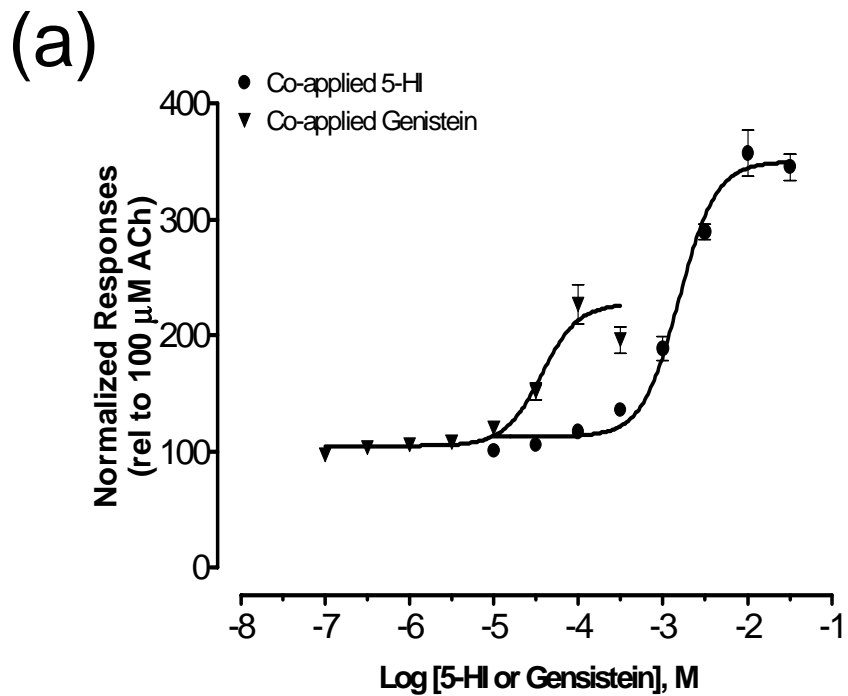 (a)
Co-applied 5-HI
Co-applied Genistein
400
300
200
100
0
Normalized Responses
(rel to 100 μM ACh)
-8 -7 -6 -5 -4 -3 -2 -1
Log [5-HI or Gensistein], M